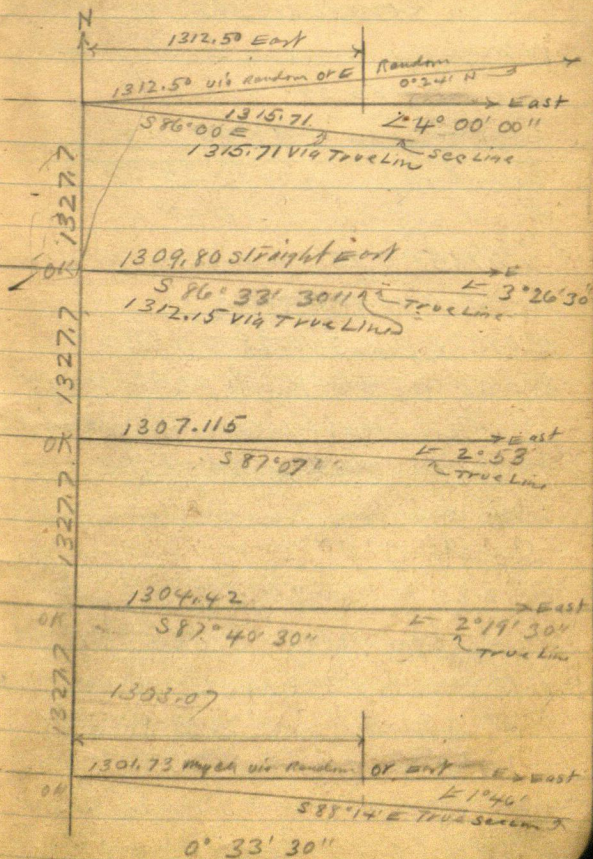 N
1312.50 East
Random
0°241 N
1312.50 via Random or E
East
1315.71
∠ 4° 00' 00"
S 86°00 E
1315.71 via TrueLin
sec Line
1327.7
1309.80 straight East
OK
E
S 86° 33' 30"
∠ 3°26'30
True Line
1312.15 via True Line
1327.7
1307.115
East
OK
S 87°07'
∠ 2°53'
True Line
1327.7
1304.42
East
OK
S 87° 40' 30"
∠ 2°19' 30"
True Line
1327.7
1303.07
1301.73 via Random or East
East
OK
∠ 1°46'
S 88°14' E True
0° 33' 30"